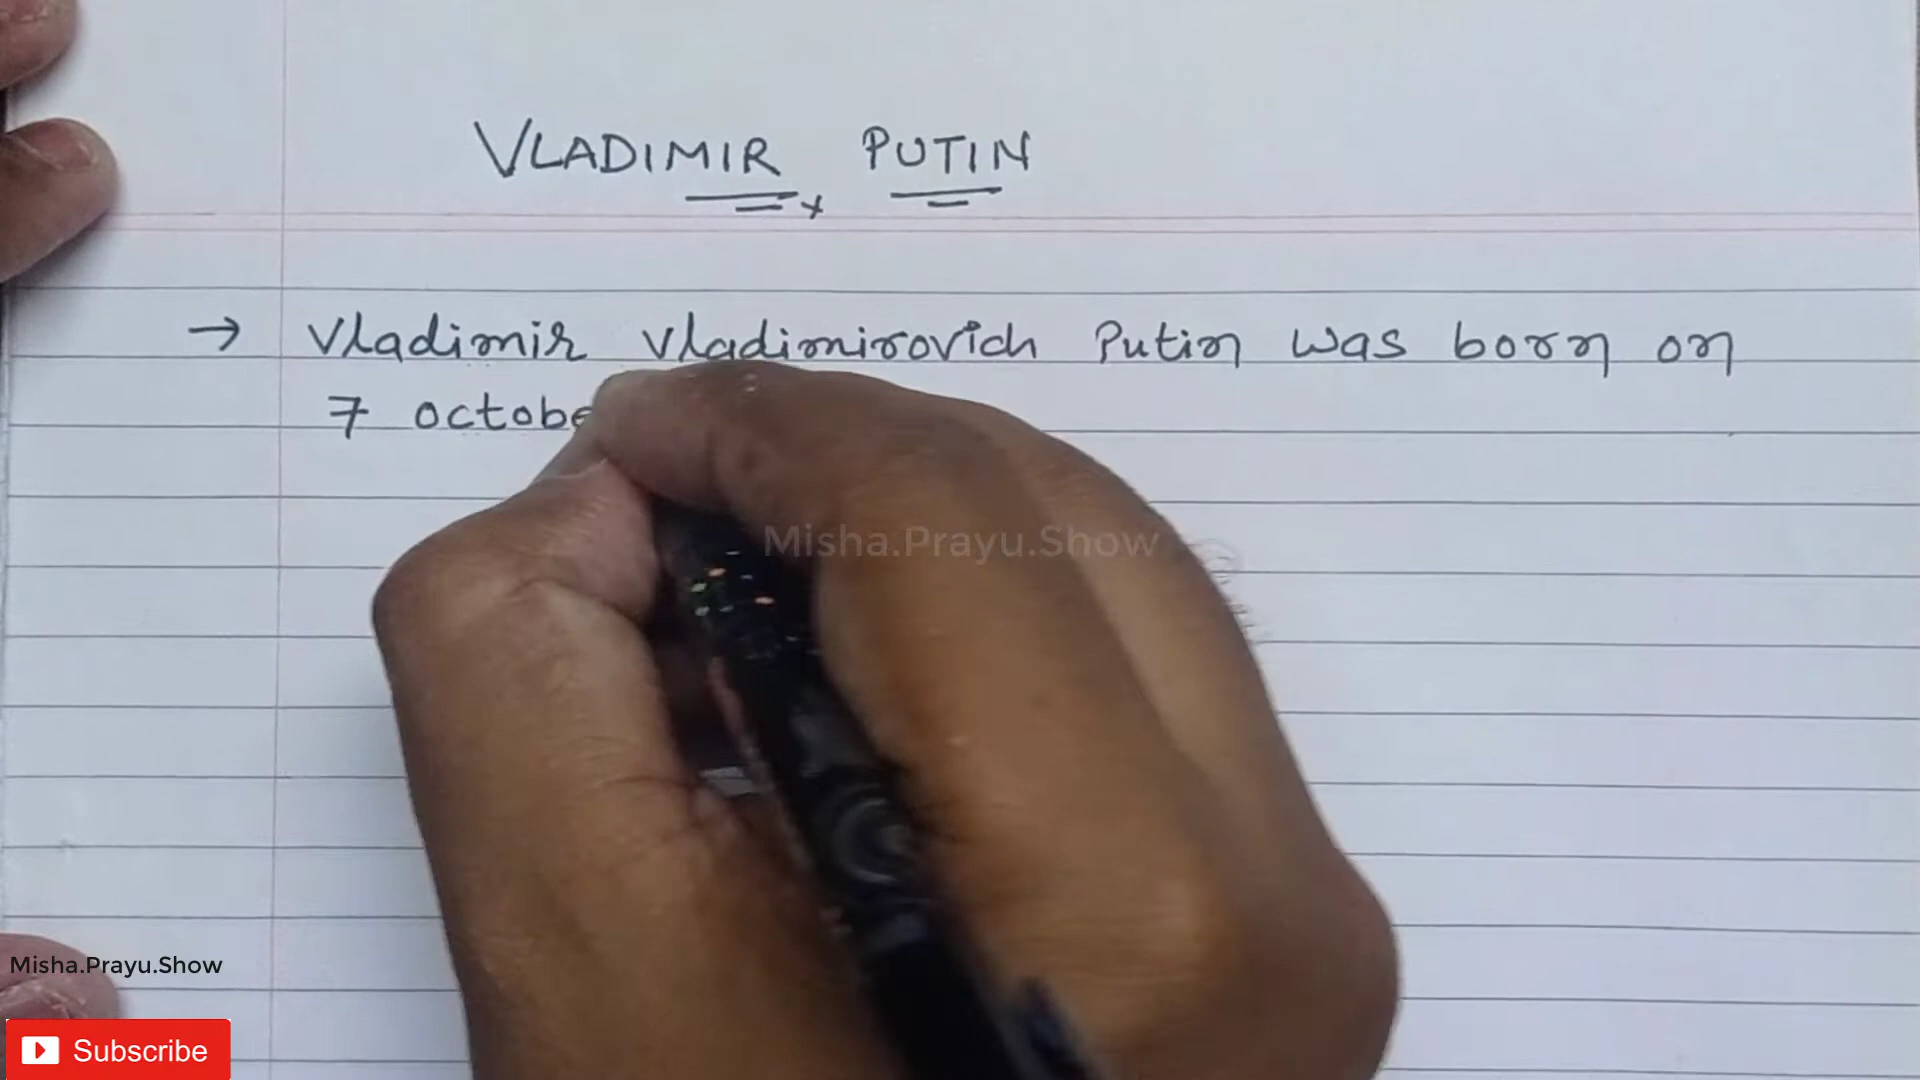 VLADIMIR PUTIN
→ Vladimir Vladimirovich Putin was born on
7 octobe
Misha.Prayu.Show
Misha.Prayu.Show
Subscribe